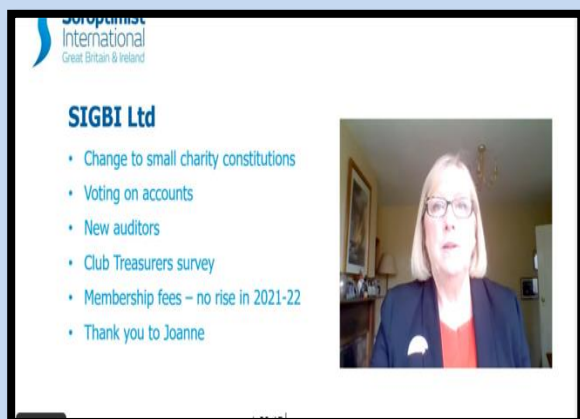 Soroptimist
International
Great Britain & Ireland
SIGBI Ltd
• Change to small charity constitutions
• Voting on accounts
• New auditors
• Club Treasurers survey
• Membership fees – no rise in 2021-22
• Thank you to Joanne